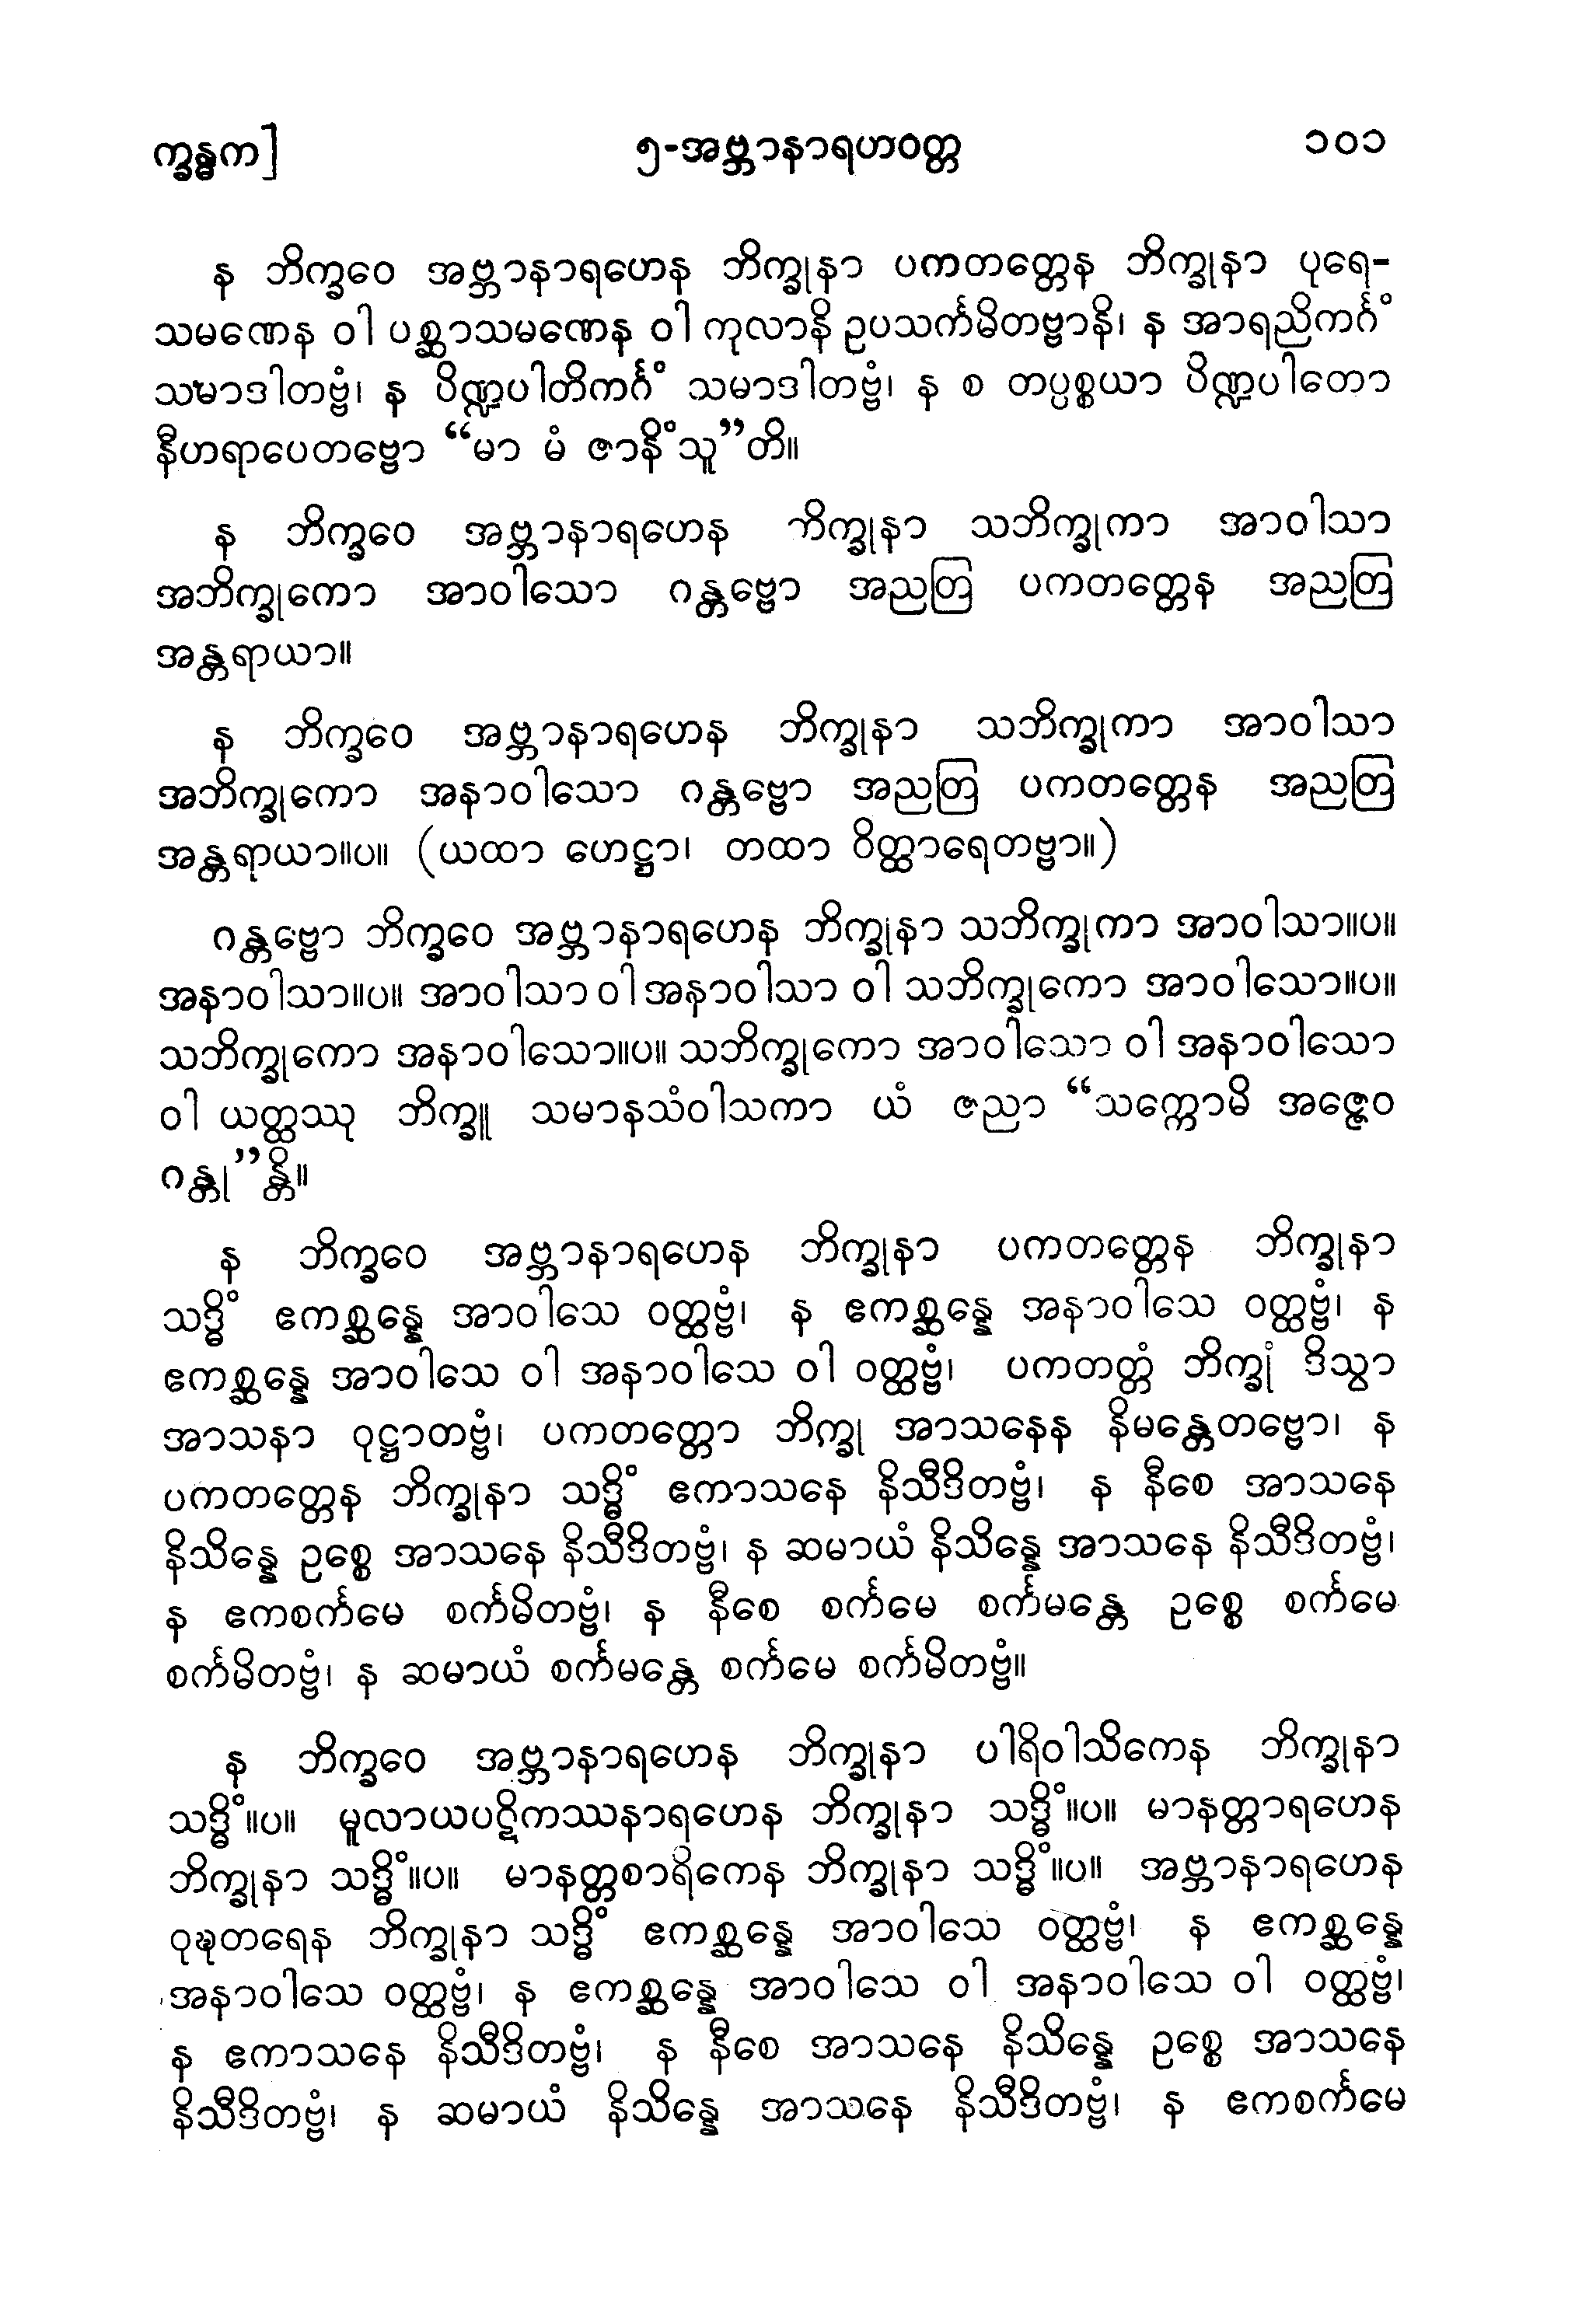 က္ခန္ဓက] ၅-အဗ္ဘာနာရဟဝတ္တ ၁၀၁
န ဘိက္ခဝေ အဗ္ဘာနာရဟေန ဘိက္ခုနာ ပကတတ္တေန ဘိက္ခုနာ ပုရေ-
သမဏေန ဝါ ပစ္ဆာသမဏေန ဝါ ကုလာနိ ဥပသင်္ကမိတဗ္ဗာနိ၊ န အာရညိကင်္ဂံ
သမာဒါတဗ္ဗံ၊ န ပိဏ္ဍပါတိကင်္ဂံ သမာဒါတဗ္ဗံ၊ န စ တပ္ပစ္စယာ ပိဏ္ဍပါတော
နီဟရာပေတဗ္ဗော “မာ မံ ဇာနိံသူ”တိ။
န ဘိက္ခဝေ အဗ္ဘာနာရဟေန ဘိက္ခုနာ သဘိက္ခုကာ အာဝါသာ
အဘိက္ခုကော အာဝါသော ဂန္တဗ္ဗော အညတြ ပကတတ္တေန အညတြ
အန္တရာယာ။
န ဘိက္ခဝေ အဗ္ဘာနာရဟေန ဘိက္ခုနာ သဘိက္ခုကာ အာဝါသာ
အဘိက္ခုကော အနာဝါသော ဂန္တဗ္ဗော အညတြ ပကတတ္တေန အညတြ
အန္တရာယာ။ပ။ (ယထာ ဟေဋ္ဌာ၊ တထာ ဝိတ္ထာရေတဗ္ဗာ။)
ဂန္တဗ္ဗော ဘိက္ခဝေ အဗ္ဘာနာရဟေန ဘိက္ခုနာ သဘိက္ခုကာ အာဝါသာ။ပ။
အနာဝါသာ။ပ။ အာဝါသာ ဝါ အနာဝါသာ ဝါ သဘိက္ခုကော အာဝါသော။ပ။
သဘိက္ခုကော အနာဝါသော။ပ။ သဘိက္ခုကော အာဝါသော ဝါ အနာဝါသော
ဝါ ယတ္ထဿု ဘိက္ခူ သမာနသံဝါသကာ ယံ ဇညာ “သက္ကောမိ အဇ္ဇေဝ
ဂန္တု”န္တိ။
န ဘိက္ခဝေ အဗ္ဘာနာရဟေန ဘိက္ခုနာ ပကတတ္တေန ဘိက္ခုနာ
သဒ္ဓိံ ဧကစ္ဆန္နေ အာဝါသေ ဝတ္ထဗ္ဗံ၊ န ဧကစ္ဆန္နေ အနာဝါသေ ဝတ္ထဗ္ဗံ၊ န
ဧကစ္ဆန္နေ အာဝါသေ ဝါ အနာဝါသေ ဝါ ဝတ္ထဗ္ဗံ၊ ပကတတ္တံ ဘိက္ခုံ ဒိသွာ
အာသနာ ဝုဋ္ဌာတဗ္ဗံ၊ ပကတတ္တော ဘိက္ခု အာသနေန နိမန္တေတဗ္ဗော၊ န
ပကတတ္တေန ဘိက္ခုနာ သဒ္ဓိံ ဧကာသနေ နိသီဒိတဗ္ဗံ၊ န နီစေ အာသနေ
နိသိန္နေ ဥစ္စေ အာသနေ နိသီဒိတဗ္ဗံ၊ န ဆမာယံ နိသိန္နေ အာသနေ နိသီဒိတဗ္ဗံ၊
န ဧကစင်္ကမေ စင်္ကမိတဗ္ဗံ၊ န နီစေ စင်္ကမေ စင်္ကမန္တေ ဥစ္စေ စင်္ကမေ
စင်္ကမိတဗ္ဗံ၊ န ဆမာယံ စင်္ကမန္တေ စင်္ကမေ စင်္ကမိတဗ္ဗံ။
န ဘိက္ခဝေ အဗ္ဘာနာရဟေန ဘိက္ခုနာ ပါရိဝါသိကေန ဘိက္ခုနာ
သဒ္ဓိံ။ပ။ မူလာယပဋိကဿနာရဟေန ဘိက္ခုနာ သဒ္ဓိံ။ပ။ မာနတ္တာရဟေန
ဘိက္ခုနာ သဒ္ဓိံ။ပ။ မာနတ္တစာရိကေန ဘိက္ခုနာ သဒ္ဓိံ။ပ။ အဗ္ဘာနာရဟေန
ဝုဍ္ဎတရေန ဘိက္ခုနာ သဒ္ဓိံ ဧကစ္ဆန္နေ အာဝါသေ ဝတ္ထဗ္ဗံ၊ န ဧကစ္ဆန္နေ
အနာဝါသေ ဝတ္ထဗ္ဗံ၊ န ဧကစ္ဆန္နေ အာဝါသေ ဝါ အနာဝါသေ ဝါ ဝတ္ထဗ္ဗံ၊
န ဧကာသနေ နိသီဒိတဗ္ဗံ၊ န နီစေ အာသနေ နိသိန္နေ ဥစ္စေ အာသနေ
နိသီဒိတဗ္ဗံ၊ န ဆမာယံ နိသိန္နေ အာသနေ နိသီဒိတဗ္ဗံ၊ န ဧကစင်္ကမေ